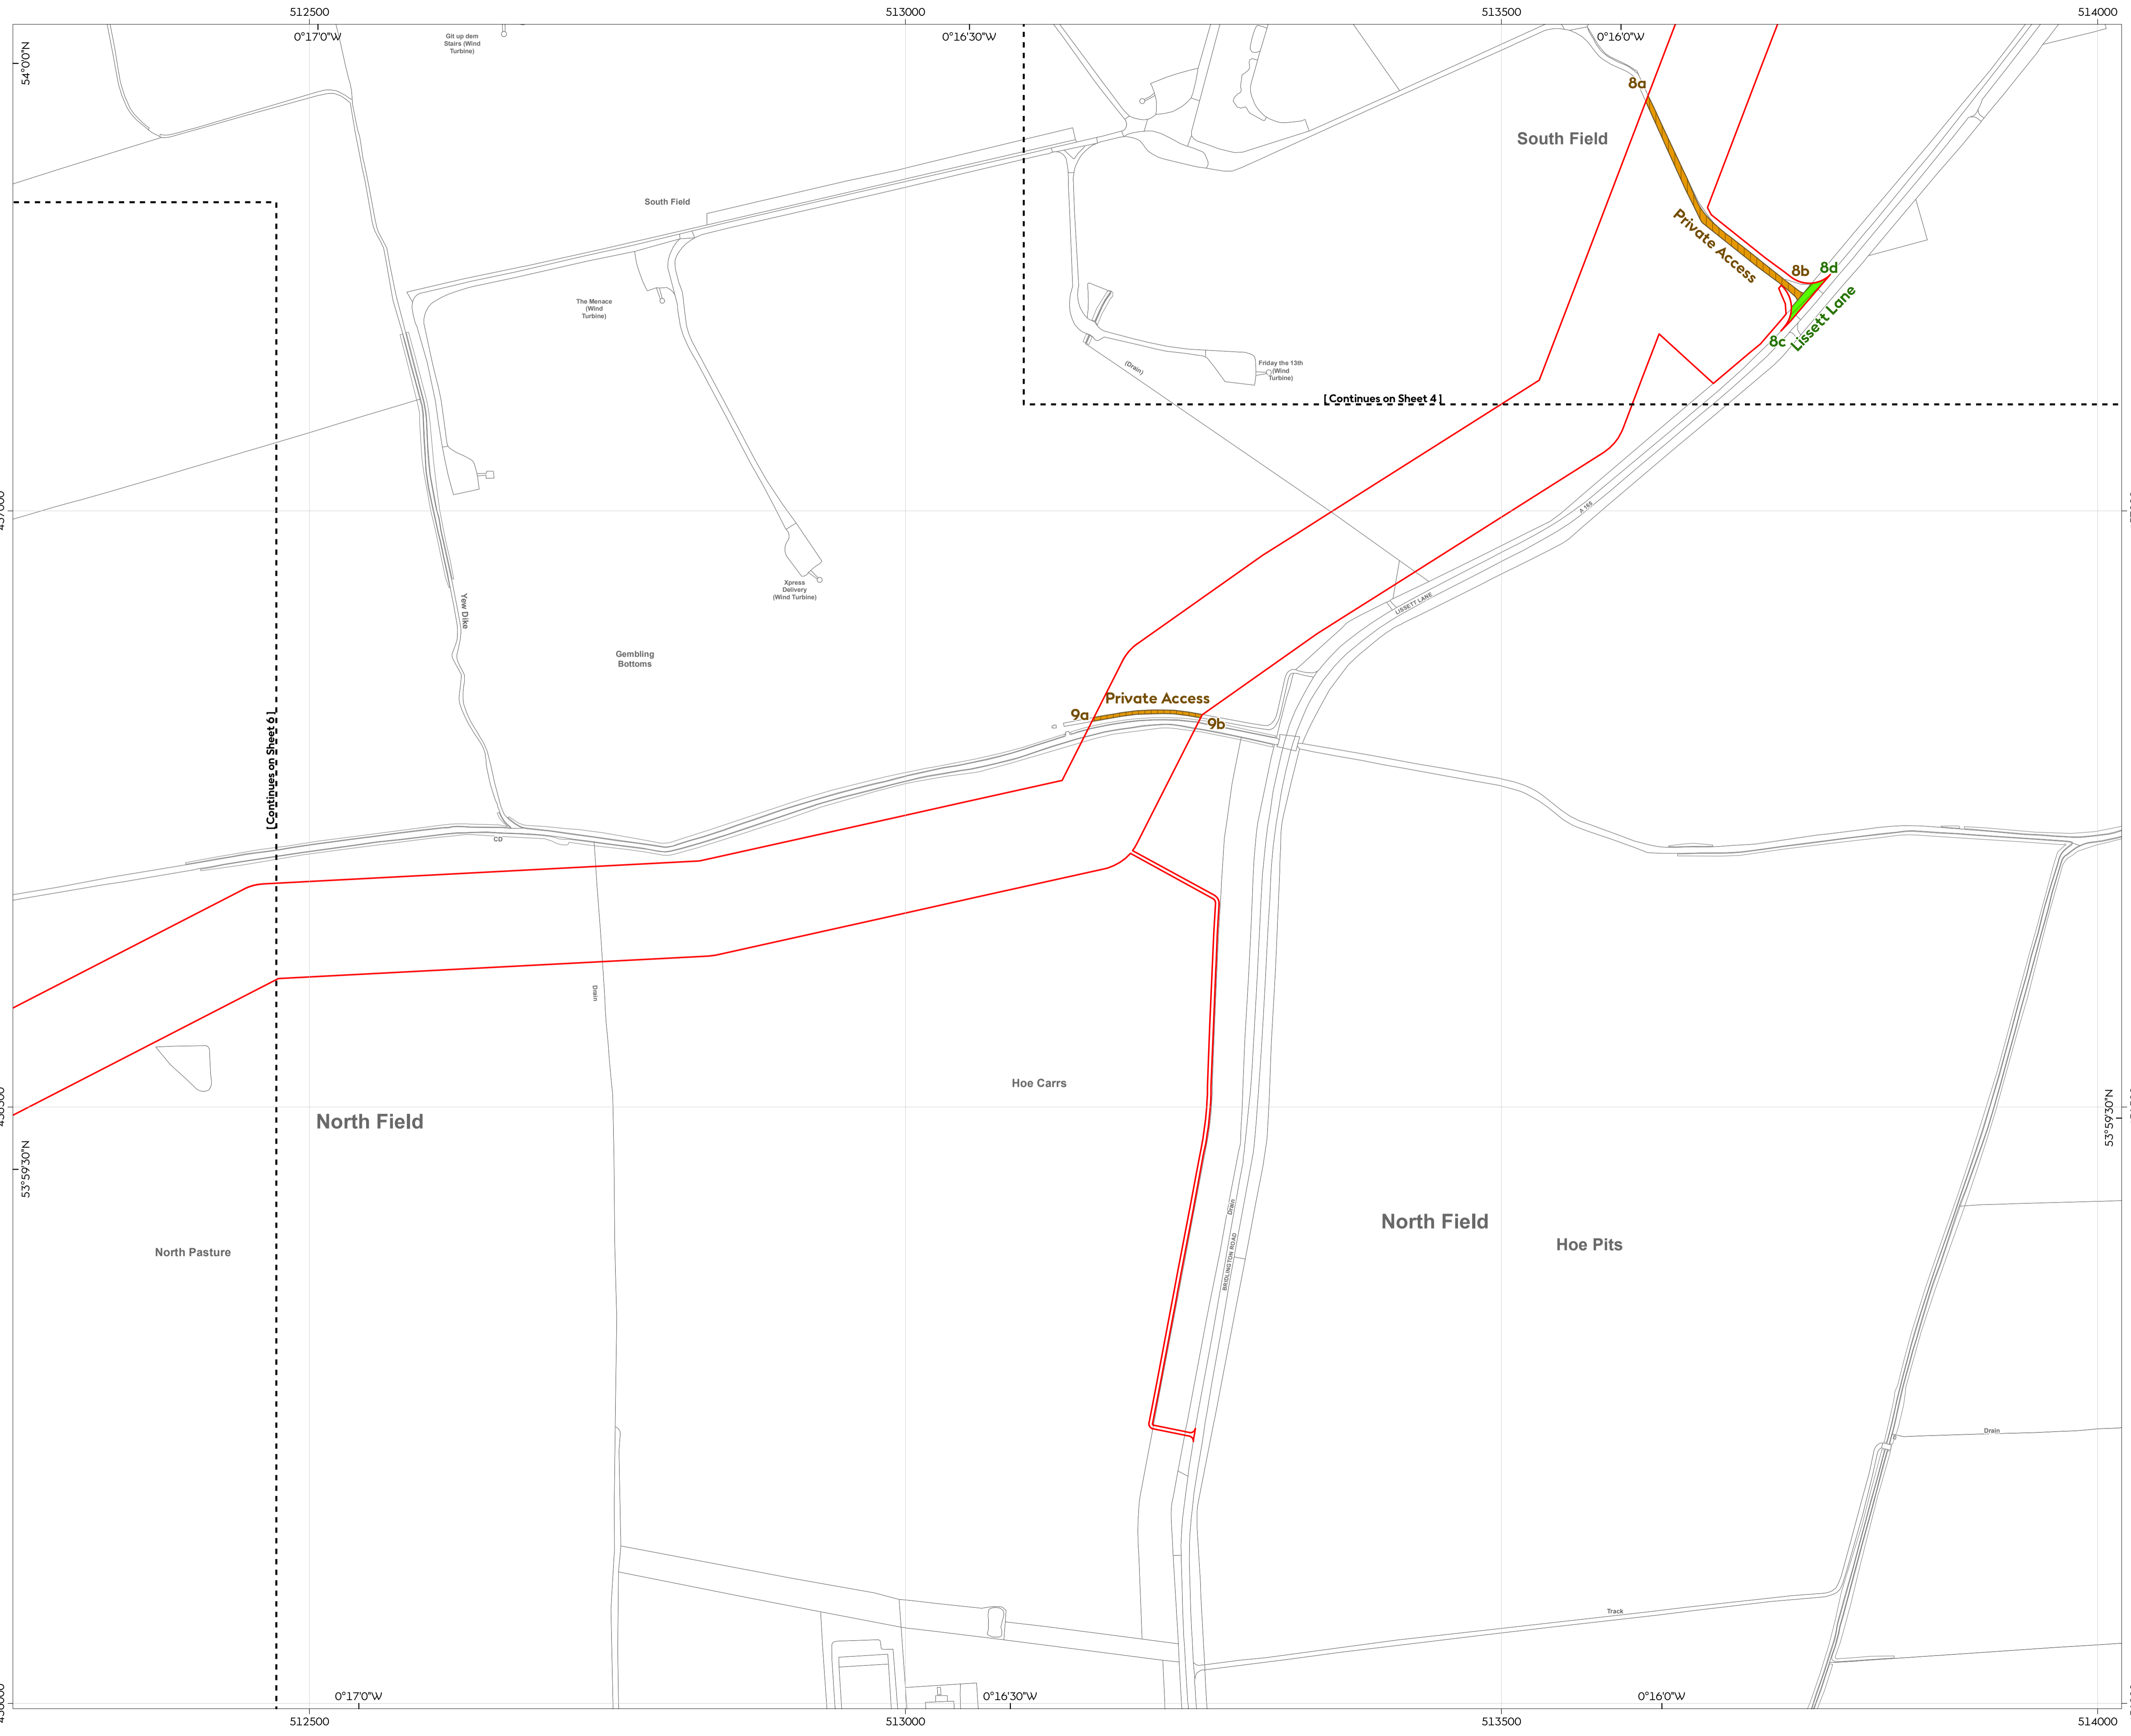 512500
513000
513500
514000
0°17'0"W
0°16'30"W
0°16'0"W
54°0'0"N
Git up dem
Stairs (Wind
Turbine)
8a
South Field
South Field
Private Access
8b
8d
8c
Lissett Lane
The Menace
(Wind
Turbine)
Friday the 13th
(Wind
Turbine)
(Drain)
[ Continues on Sheet 4 ]
A 165
Xpress
Delivery
(Wind Turbine)
LISSETT LANE
Yew Dike
Gembling
Bottoms
Private Access
9a
9b
[ Continues on Sheet 6 ]
CD
Drain
Hoe Carrs
North Field
53°59'30"N
53°59'30"N
North Pasture
Drain
BRIDLINGTON ROAD
North Field
Hoe Pits
Drain
Track
0°17'0"W
0°16'30"W
0°16'0"W
512500
513000
513500
514000